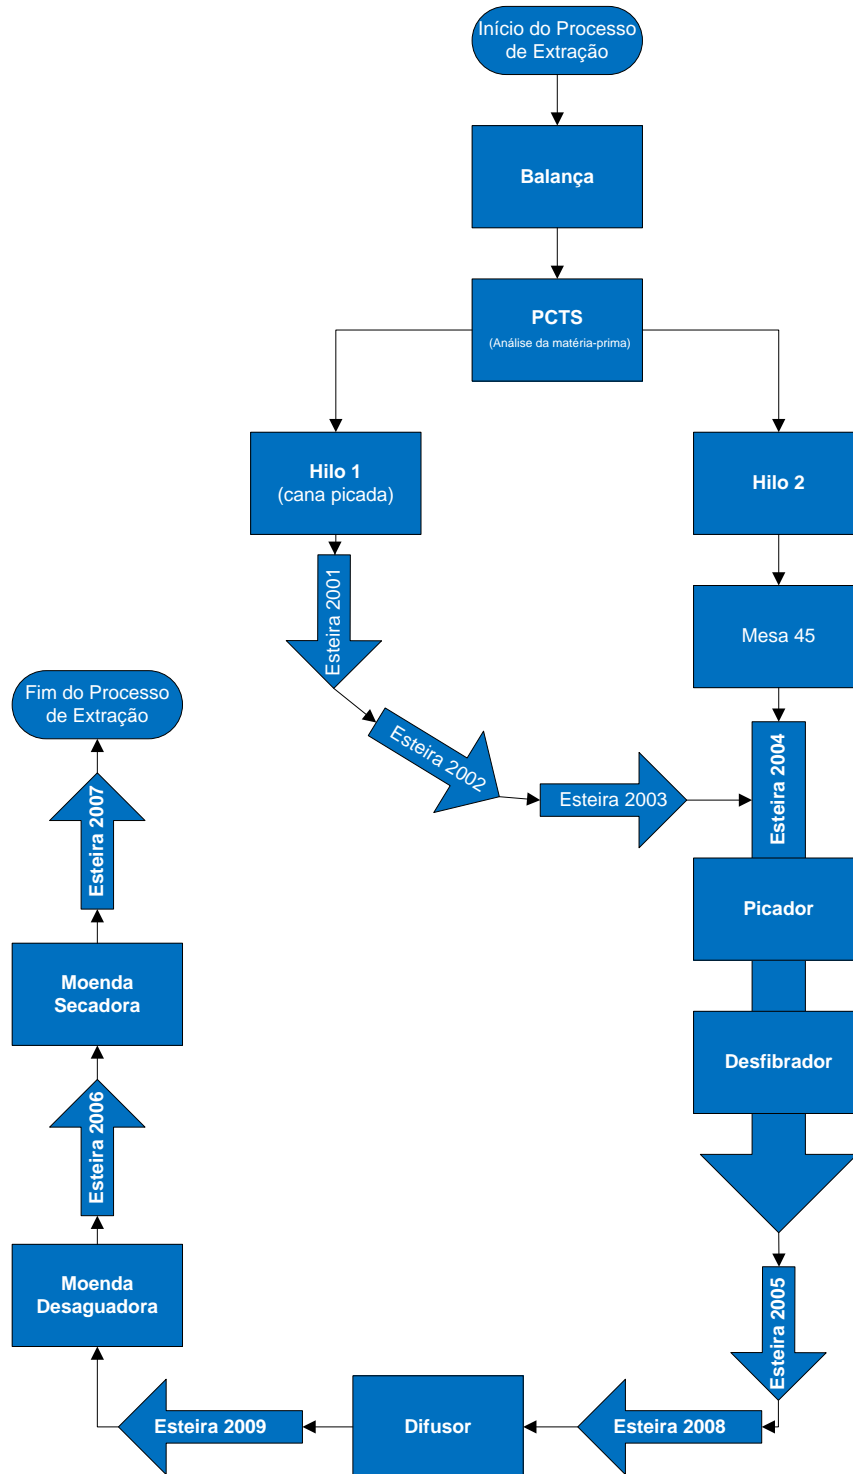 Início do Processo
de Extração
Balança
PCTS
(Análise da matéria-prima)
Hilo 1
(cana picada)
Hilo 2
Esteira 2001
Mesa 45
Esteira 2002
Esteira 2003
Esteira 2004
Picador
Desfibrador
Esteira 2005
Esteira 2008
Difusor
Esteira 2009
Moenda
Desaguadora
Esteira 2006
Moenda
Secadora
Esteira 2007
Fim do Processo
de Extração